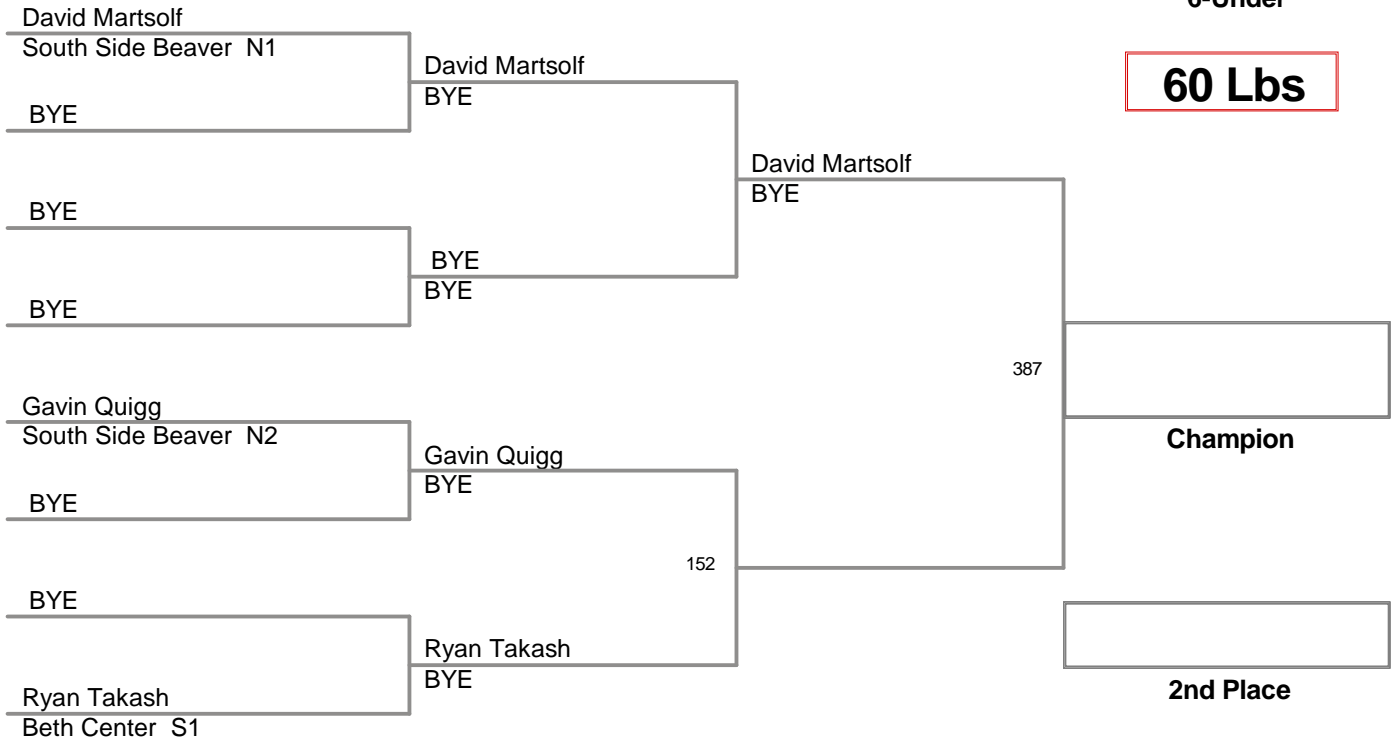 6-Under
60 Lbs
David Martsolf
South Side Beaver N1
BYE
BYE
BYE
Gavin Quigg
South Side Beaver N2
BYE
BYE
Ryan Takash
Beth Center S1
David Martsolf
BYE
BYE
BYE
Gavin Quigg
BYE
152
Ryan Takash
BYE
David Martsolf
BYE
387
Champion
2nd Place